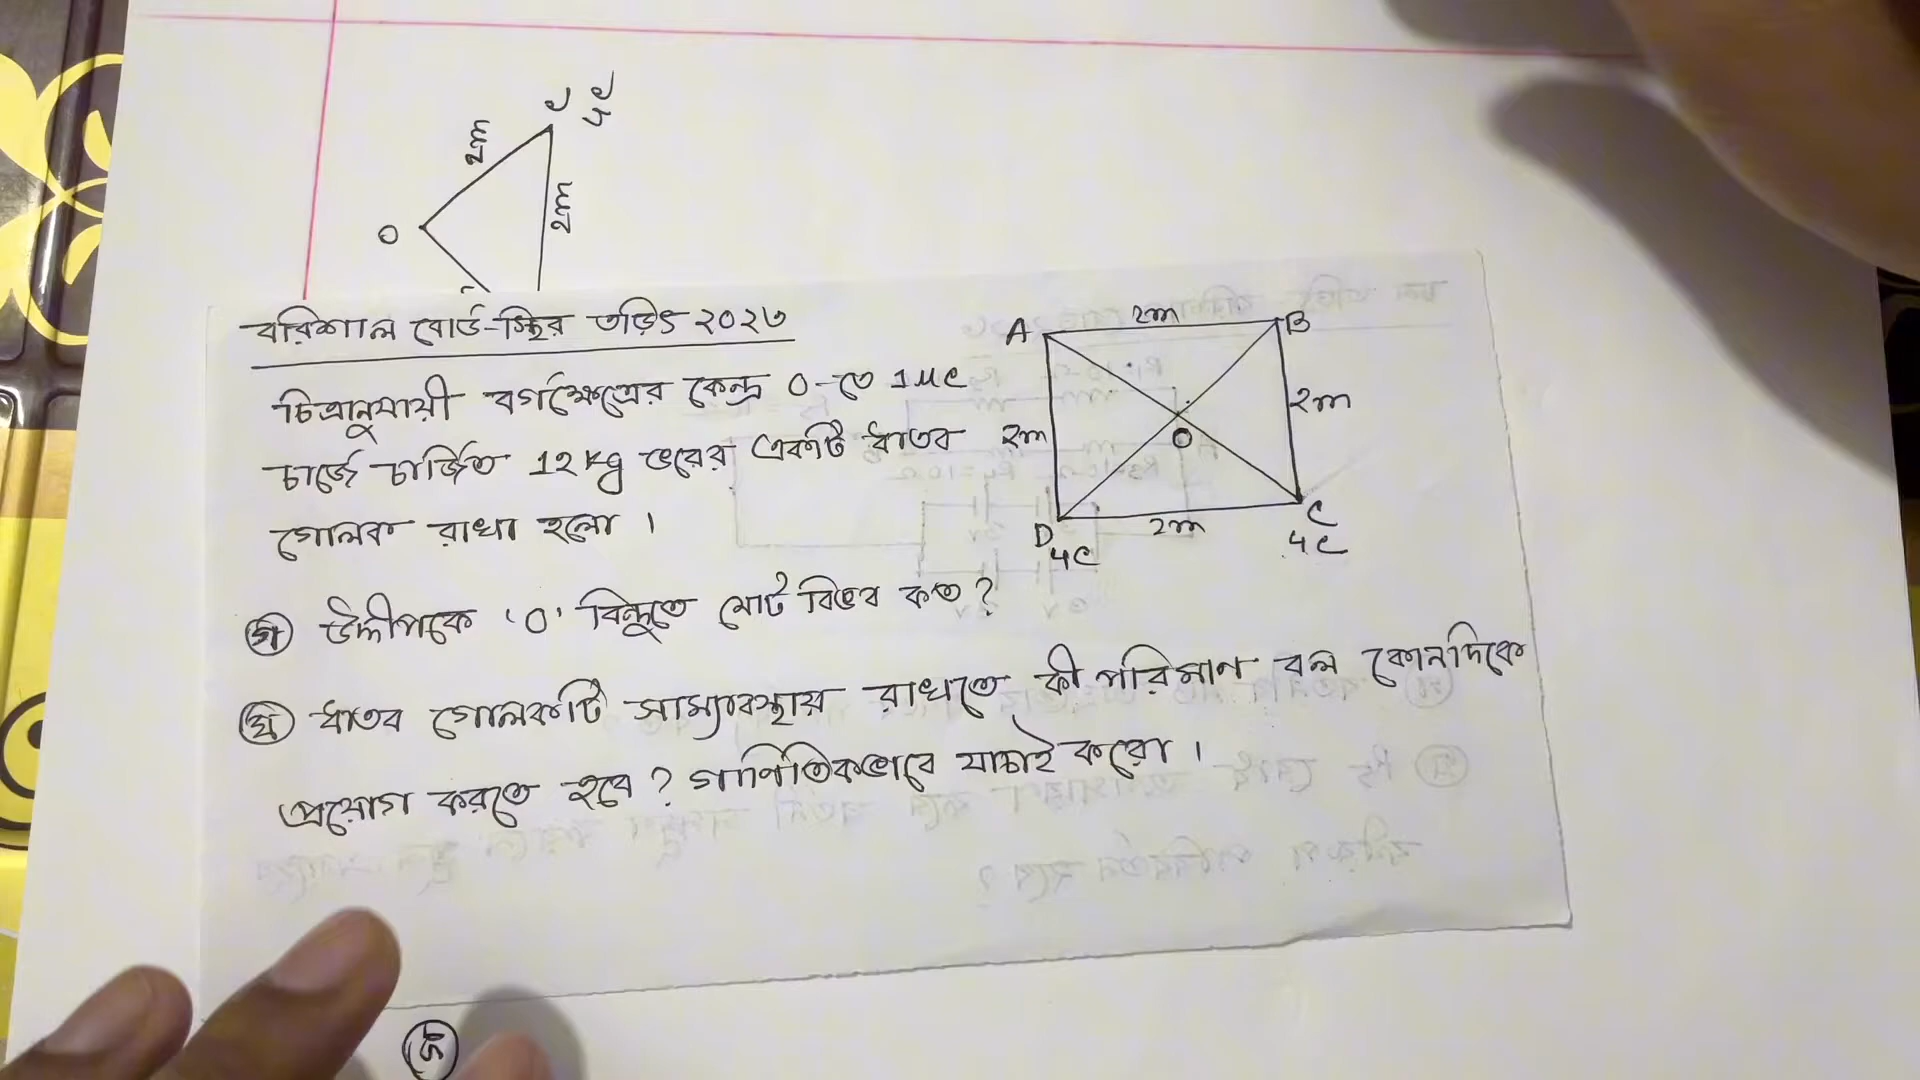 C
4C
2m
2m
O
বরিশাল বোর্ড-স্থির তড়িৎ ২০২৩
চিত্রানুযায়ী বর্গক্ষেত্রের কেন্দ্র O-তে 1μC
চার্জে চার্জিত 12 kg ভরের একটি ধাতব
গোলক রাখা হলো ।
A
2m
B
2m
2m
O
D
4C
2m
C
4C
গ উদ্দীপকে 'O' বিন্দুতে মোট বিভব কত ?
ঘ ধাতব গোলকটি সাম্যাবস্থায় রাখতে কী পরিমাণ বল কোনদিকে
প্রয়োগ করতে হবে ? গাণিতিকভাবে যাচাই করো ।